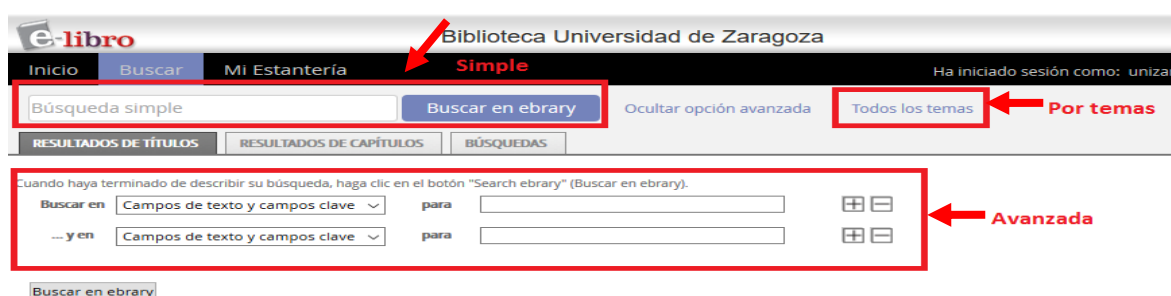 e-libro
Biblioteca Universidad de Zaragoza
Inicio Buscar Mi Estantería Simple Ha iniciado sesión como: unizar
Búsqueda simple Buscar en ebrary Ocultar opción avanzada Todos los temas Por temas
RESULTADOS DE TÍTULOS RESULTADOS DE CAPÍTULOS BÚSQUEDAS
Cuando haya terminado de describir su búsqueda, haga clic en el botón "Search ebrary" (Buscar en ebrary).
Buscar en Campos de texto y campos clave para
Avanzada
... y en Campos de texto y campos clave para
Buscar en ebrary